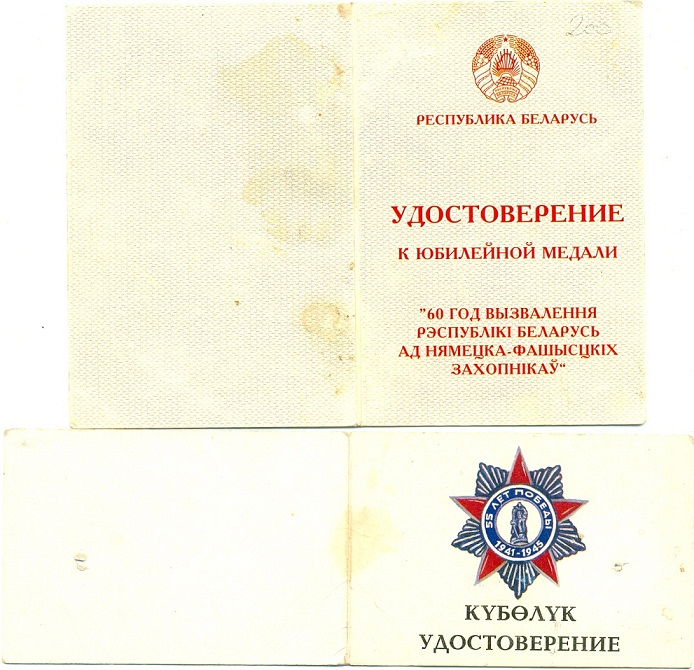 200
РЕСПУБЛИКА БЕЛАРУСЬ
УДОСТОВЕРЕНИЕ
К ЮБИЛЕЙНОЙ МЕДАЛИ
"60 ГОД ВЫЗВАЛЕННЯ
РЭСПУБЛІКІ БЕЛАРУСЬ
АД НЯМЕЦКА-ФАШЫСЦКІХ
ЗАХОПНІКАЎ“
55 ЛЕТ ПОБЕДЫ
1941-1945
КҮБӨЛҮК
УДОСТОВЕРЕНИЕ